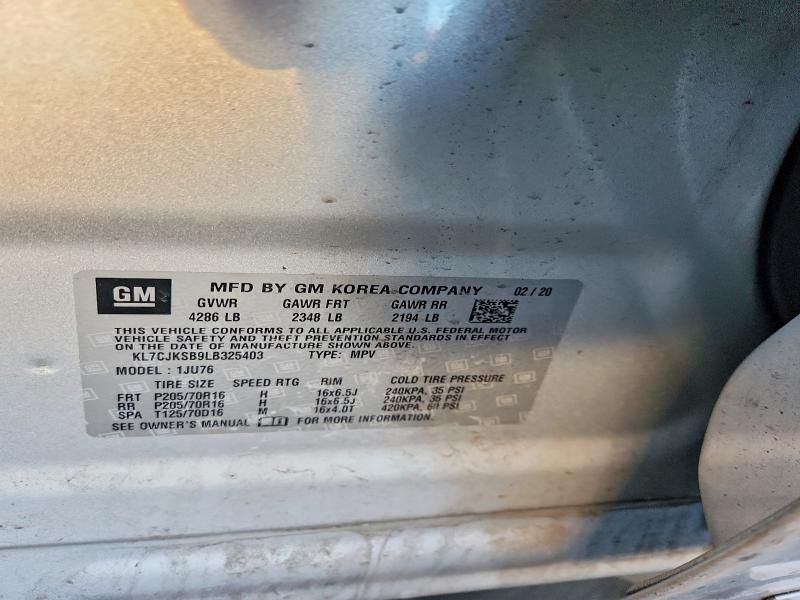 GM MFD BY GM KOREA COMPANY 02/20
GVWR GAWR FRT GAWR RR
4286 LB 2348 LB 2194 LB
THIS VEHICLE CONFORMS TO ALL APPLICABLE U.S. FEDERAL MOTOR
VEHICLE SAFETY AND THEFT PREVENTION STANDARDS IN EFFECT
ON THE DATE OF MANUFACTURE SHOWN ABOVE.
KL7CJKSB9LB325403 TYPE: MPV
MODEL: 1JU76
TIRE SIZE SPEED RTG RIM COLD TIRE PRESSURE
FRT P205/70R16 H 16x6.5J 240KPA, 35 PSI
RR P205/70R16 H 16x6.5J 240KPA, 35 PSI
SPA T125/70D16 M 16x4.0T 420KPA, 60 PSI
SEE OWNER'S MANUAL FOR MORE INFORMATION.